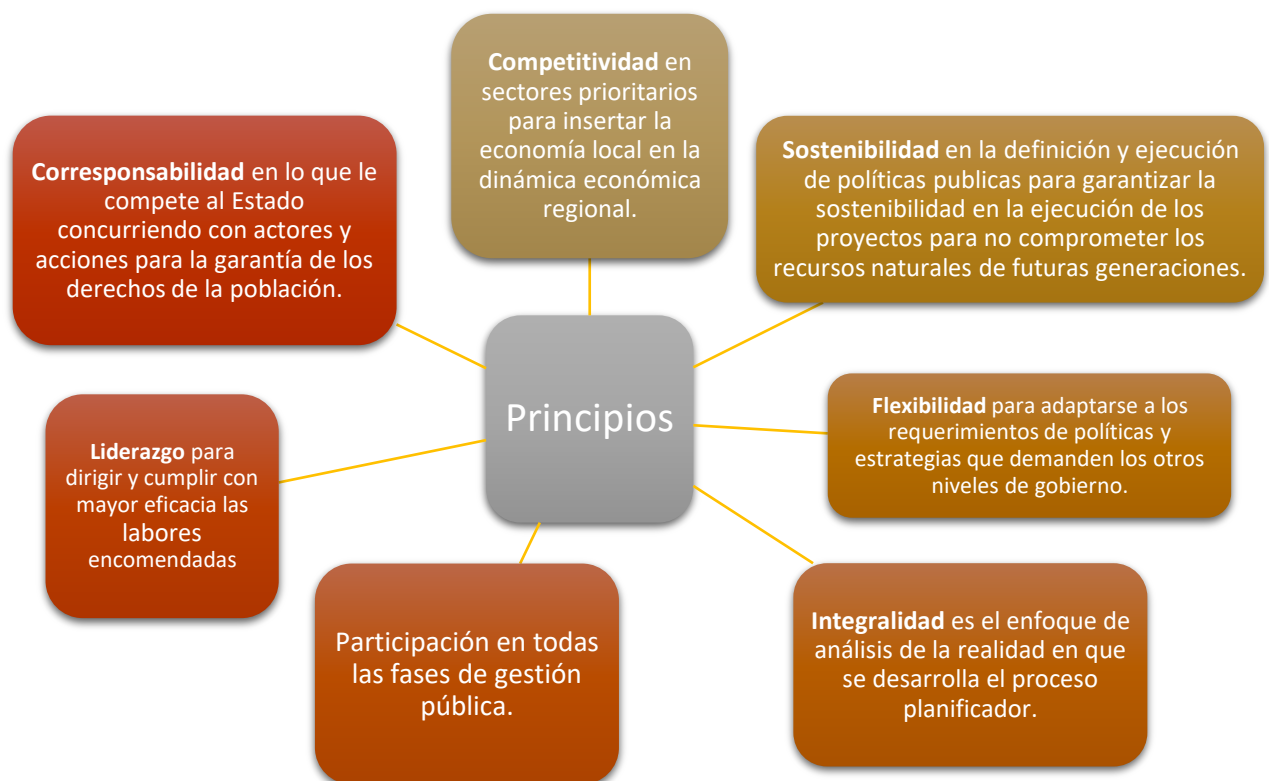 Competitividad en
sectores prioritarios
para insertar la
economía local en la
dinámica económica
regional.
Sostenibilidad en la definición y ejecución
de políticas publicas para garantizar la
sostenibilidad en la ejecución de los
proyectos para no comprometer los
recursos naturales de futuras generaciones.
Flexibilidad para adaptarse a los
requerimientos de políticas y
estrategias que demanden los otros
niveles de gobierno.
Integralidad es el enfoque de
análisis de la realidad en que
se desarrolla el proceso
planificador.
Participación en todas
las fases de gestión
pública.
Liderazgo para
dirigir y cumplir con
mayor eficacia las
labores
encomendadas
Corresponsabilidad en lo que le
compete al Estado
concurriendo con actores y
acciones para la garantía de los
derechos de la población.
Principios